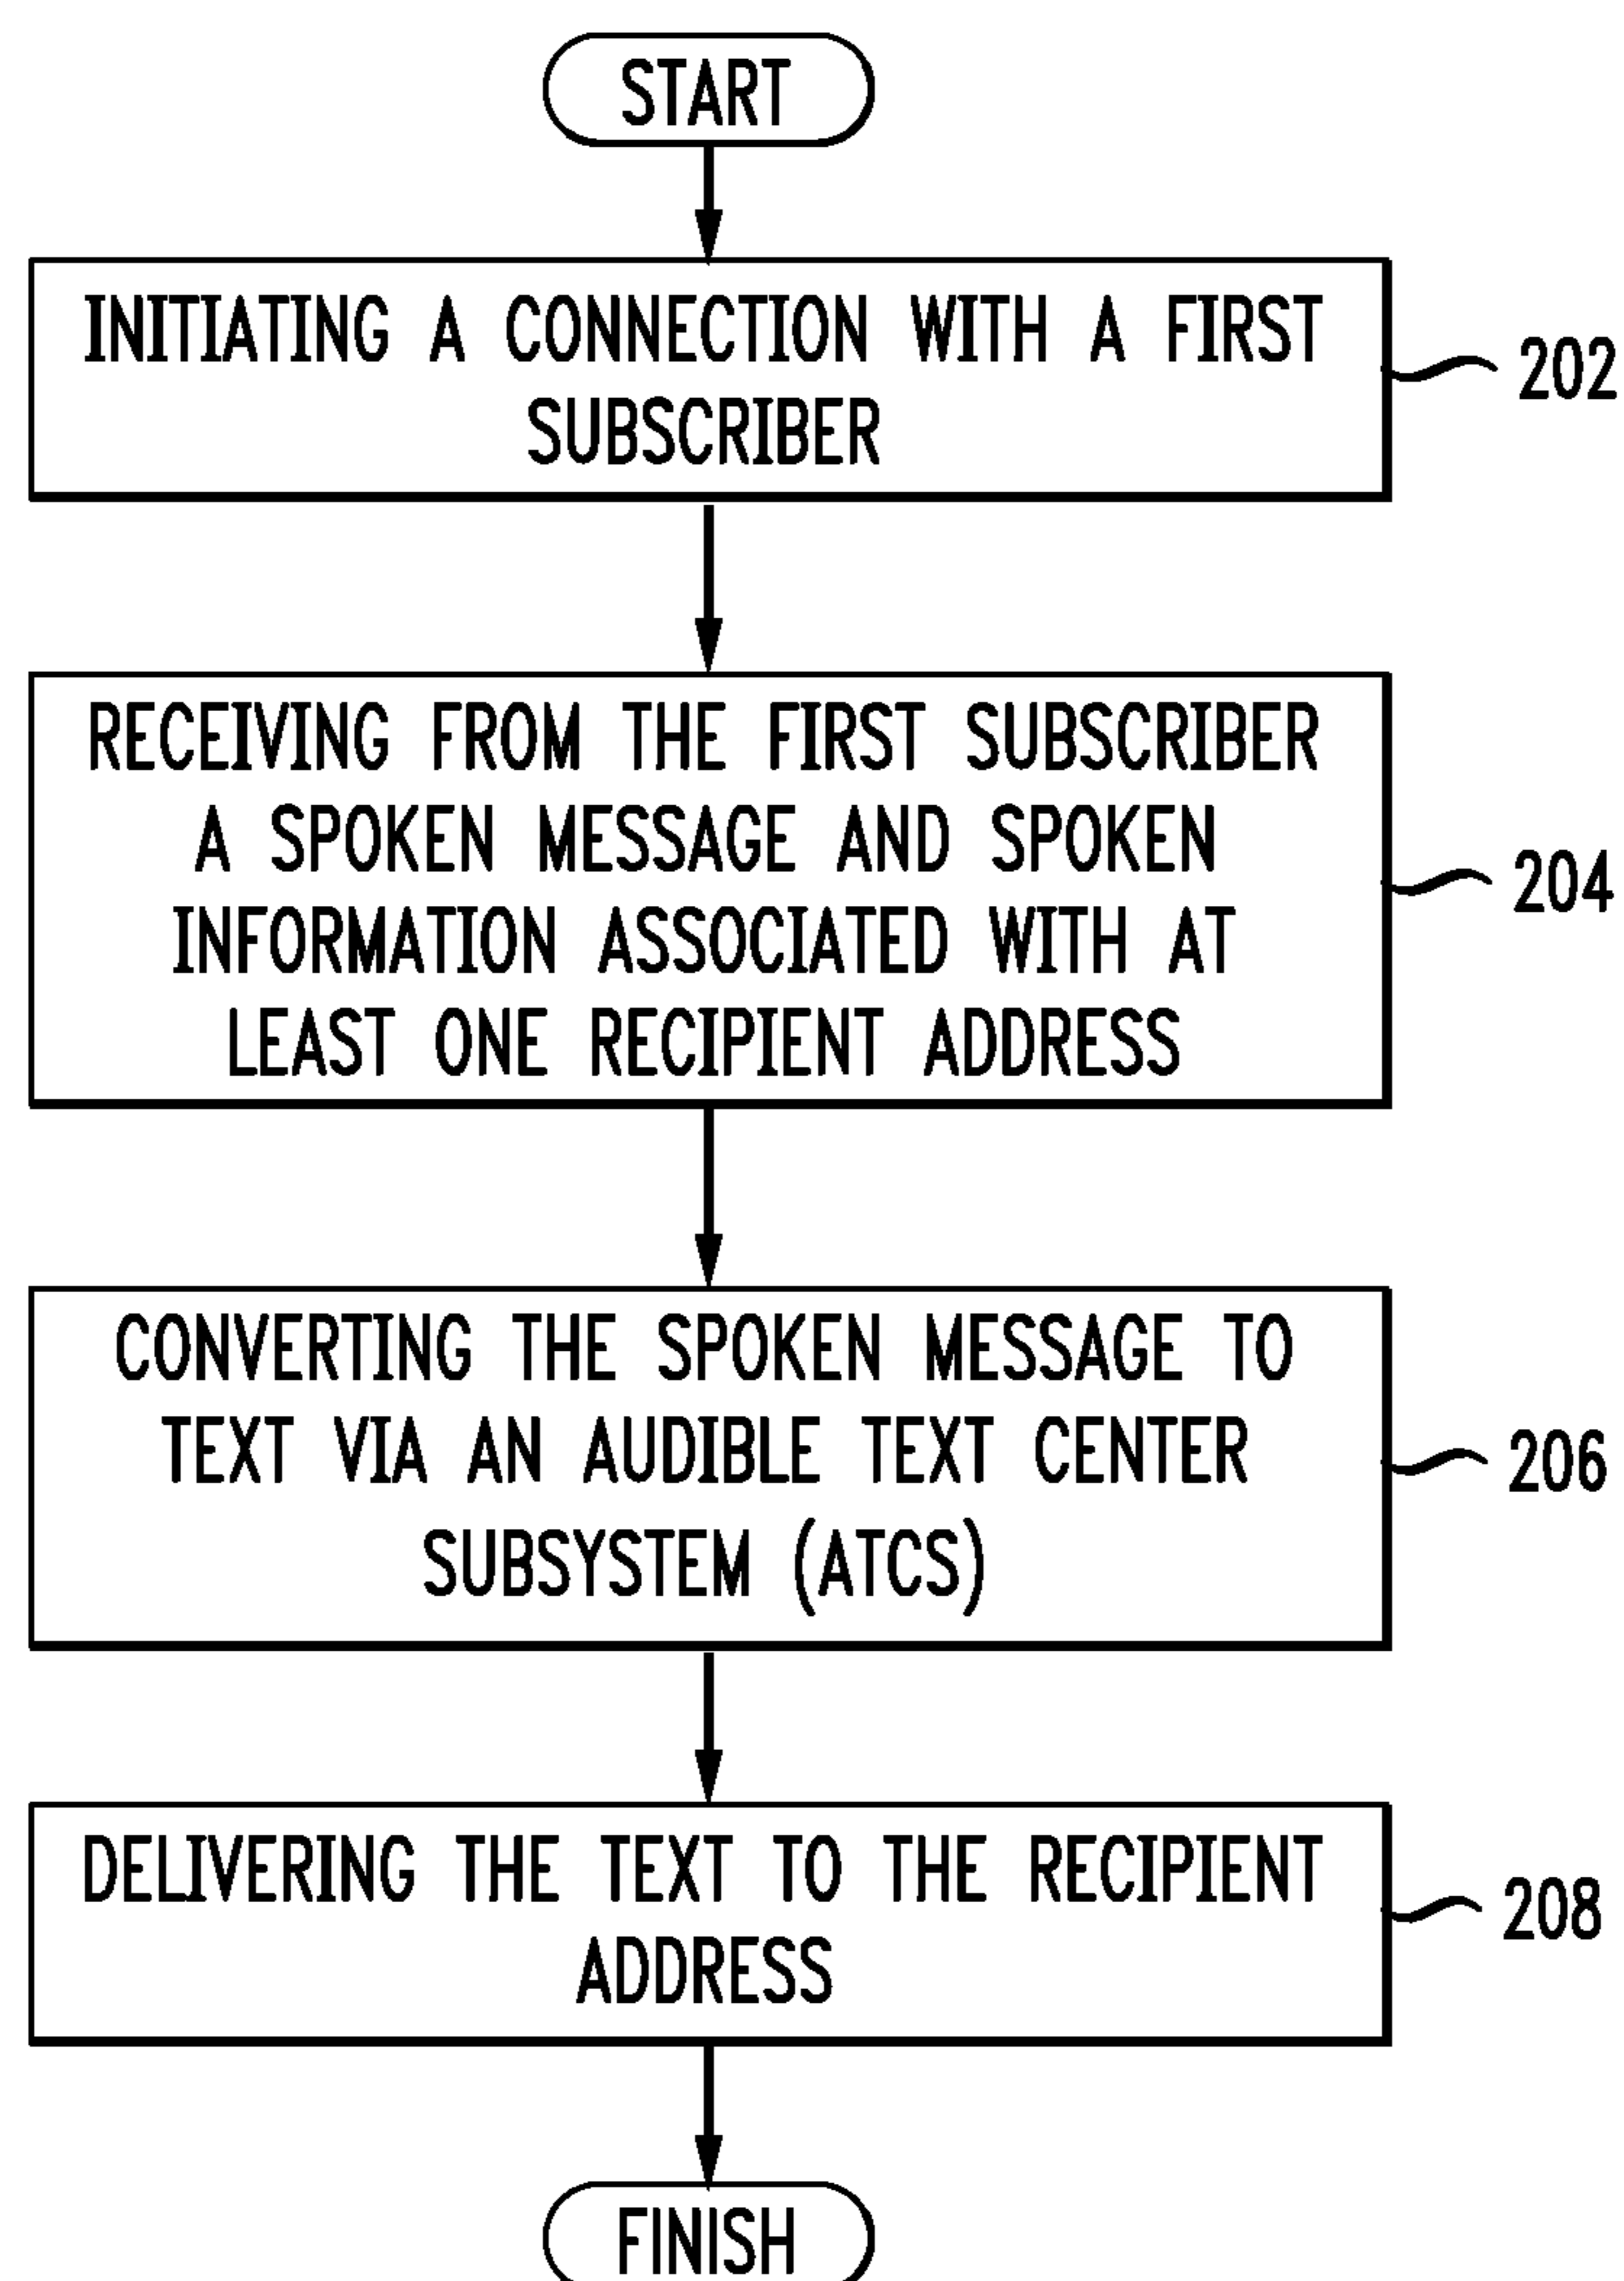 START
INITIATING A CONNECTION WITH A FIRST
SUBSCRIBER
202
RECEIVING FROM THE FIRST SUBSCRIBER
A SPOKEN MESSAGE AND SPOKEN
INFORMATION ASSOCIATED WITH AT
LEAST ONE RECIPIENT ADDRESS
204
CONVERTING THE SPOKEN MESSAGE TO
TEXT VIA AN AUDIBLE TEXT CENTER
SUBSYSTEM (ATCS)
206
DELIVERING THE TEXT TO THE RECIPIENT
ADDRESS
208
FINISH